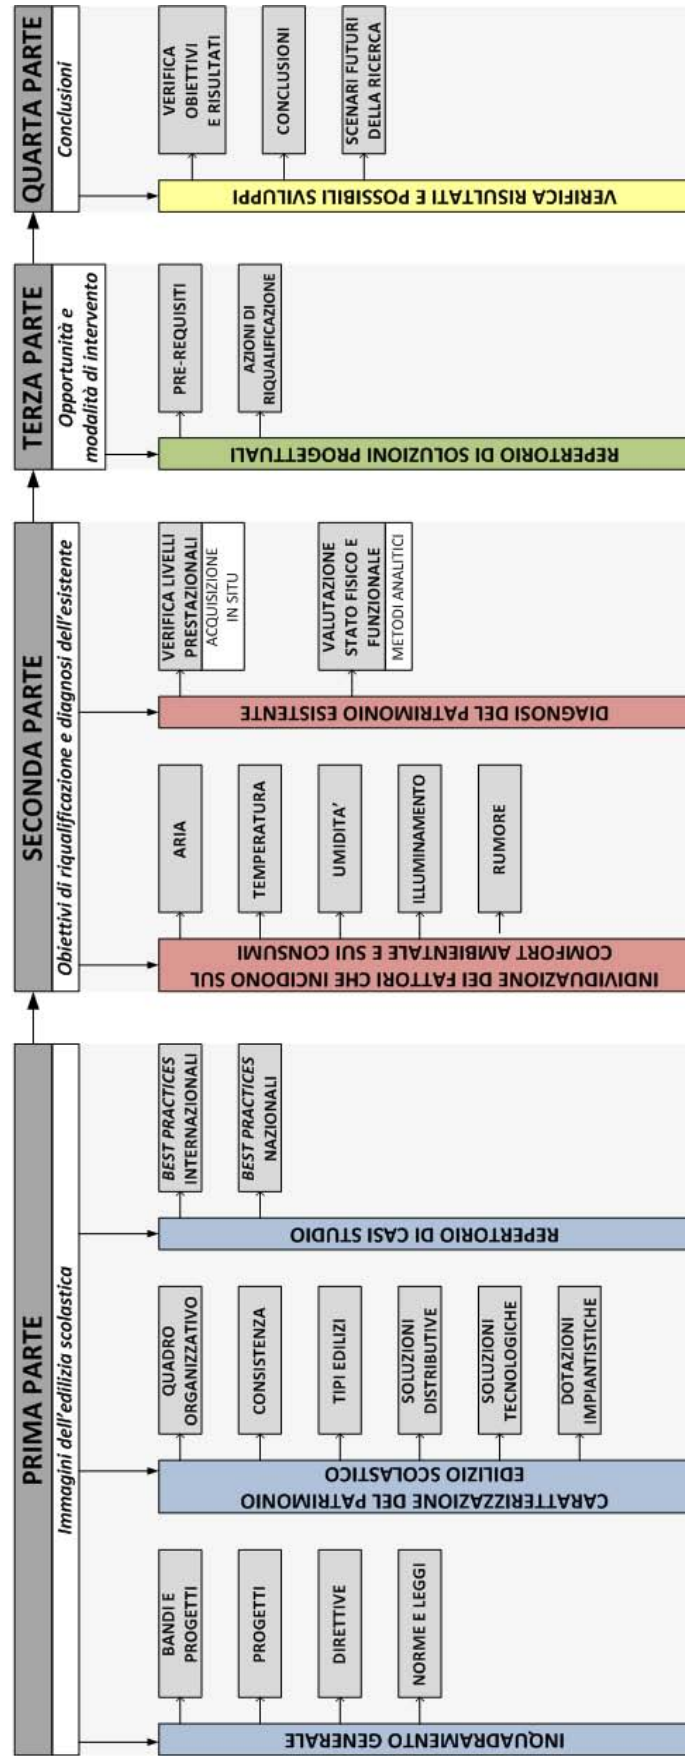 PRIMA PARTE
Immagini dell'edilizia scolastica
INQUADRAMENTO GENERALE
BANDI E
PROGETTI
PROGETTI
DIRETTIVE
NORME E LEGGI
CARATTERIZZAZIONE DEL PATRIMONIO
EDILIZIO SCOLASTICO
QUADRO
ORGANIZZATIVO
CONSISTENZA
TIPI EDILIZI
SOLUZIONI
DISTRIBUTIVE
SOLUZIONI
TECNOLOGICHE
DOTAZIONI
IMPIANTISTICHE
REPERTORIO DI CASI STUDIO
BEST PRACTICES
INTERNAZIONALI
BEST PRACTICES
NAZIONALI
SECONDA PARTE
Obiettivi di riqualificazione e diagnosi dell'esistente
INDIVIDUAZIONE DEI FATTORI CHE INCIDONO SUL
COMFORT AMBIENTALE E SUI CONSUMI
ARIA
TEMPERATURA
UMIDITA'
ILLUMINAMENTO
RUMORE
DIAGNOSI DEL PATRIMONIO ESISTENTE
VERIFICA LIVELLI
PRESTAZIONALI
ACQUISIZIONE
IN SITU
VALUTAZIONE
STATO FISICO E
FUNZIONALE
METODI ANALITICI
TERZA PARTE
Opportunità e
modalità di intervento
REPERTORIO DI SOLUZIONI PROGETTUALI
PRE-REQUISITI
AZIONI DI
RIQUALIFICAZIONE
QUARTA PARTE
Conclusioni
VERIFICA RISULTATI E POSSIBILI SVILUPPI
VERIFICA
OBIETTIVI
E RISULTATI
CONCLUSIONI
SCENARI FUTURI
DELLA RICERCA